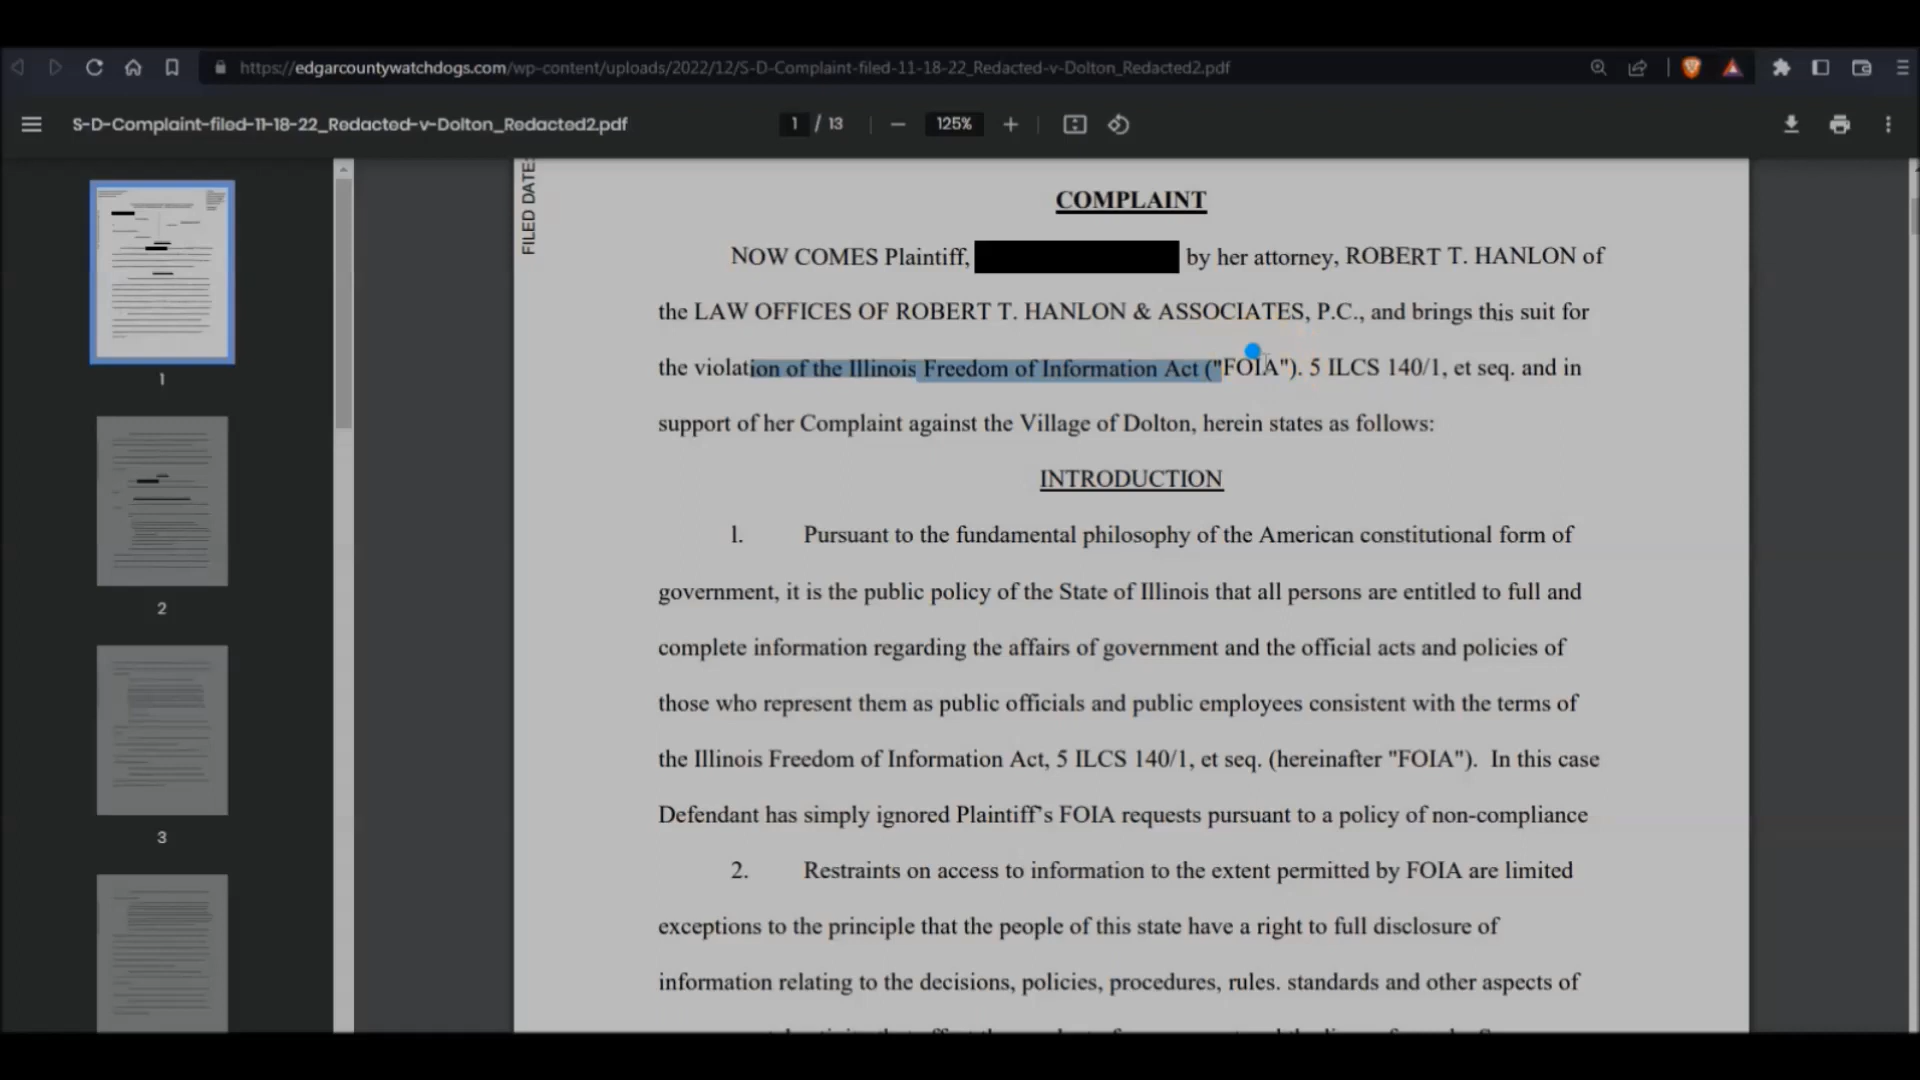 https://edgarcountywatchdogs.com/wp-content/uploads/2022/12/S-D-Complaint-filed-11-18-22_Redacted-v-Dolton_Redacted2.pdf
S-D-Complaint-filed-11-18-22_Redacted-v-Dolton_Redacted2.pdf
1 / 13
125%
FILED DATE:
COMPLAINT
NOW COMES Plaintiff, by her attorney, ROBERT T. HANLON of
the LAW OFFICES OF ROBERT T. HANLON & ASSOCIATES, P.C., and brings this suit for
the violation of the Illinois Freedom of Information Act ("FOIA"). 5 ILCS 140/1, et seq. and in
support of her Complaint against the Village of Dolton, herein states as follows:
INTRODUCTION
1. Pursuant to the fundamental philosophy of the American constitutional form of
government, it is the public policy of the State of Illinois that all persons are entitled to full and
complete information regarding the affairs of government and the official acts and policies of
those who represent them as public officials and public employees consistent with the terms of
the Illinois Freedom of Information Act, 5 ILCS 140/1, et seq. (hereinafter "FOIA"). In this case
Defendant has simply ignored Plaintiff's FOIA requests pursuant to a policy of non-compliance
2. Restraints on access to information to the extent permitted by FOIA are limited
exceptions to the principle that the people of this state have a right to full disclosure of
information relating to the decisions, policies, procedures, rules. standards and other aspects of
1
2
3